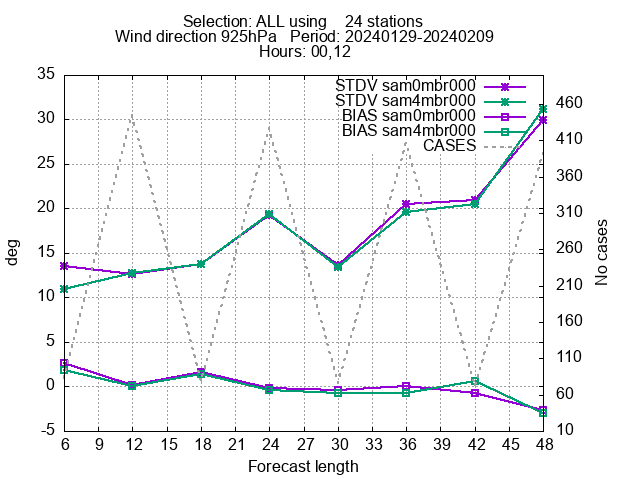 Selection: ALL using    24 stations
Wind direction 925hPa   Period: 20240129-20240209
Hours: 00,12
STDV sam0mbr000
STDV sam4mbr000
BIAS sam0mbr000
BIAS sam4mbr000
CASES
35
30
25
20
15
10
5
0
-5
deg
460
410
360
310
260
210
160
110
60
10
No cases
6 9 12 15 18 21 24 27 30 33 36 39 42 45 48
Forecast length